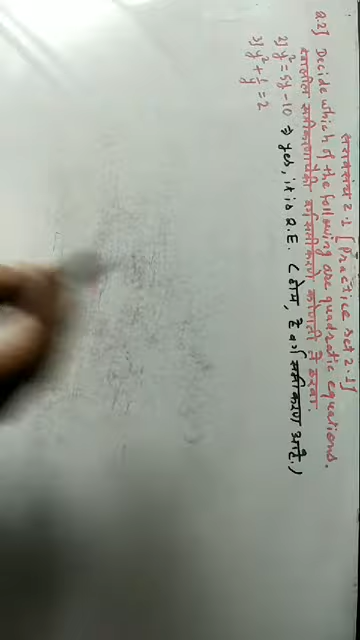 सरावसंच 2.1 [Practice set 2.1]
Q.2] Decide which of the following are quadratic equations.
खालील समीकरणांपैकी वर्गसमीकरणे कोणती ते ठरवा.
2] y² = 5y - 10 ⇒ yes, it is Q.E. (होय, हे वर्ग समीकरण आहे.)
3] y² + 1/y = 2